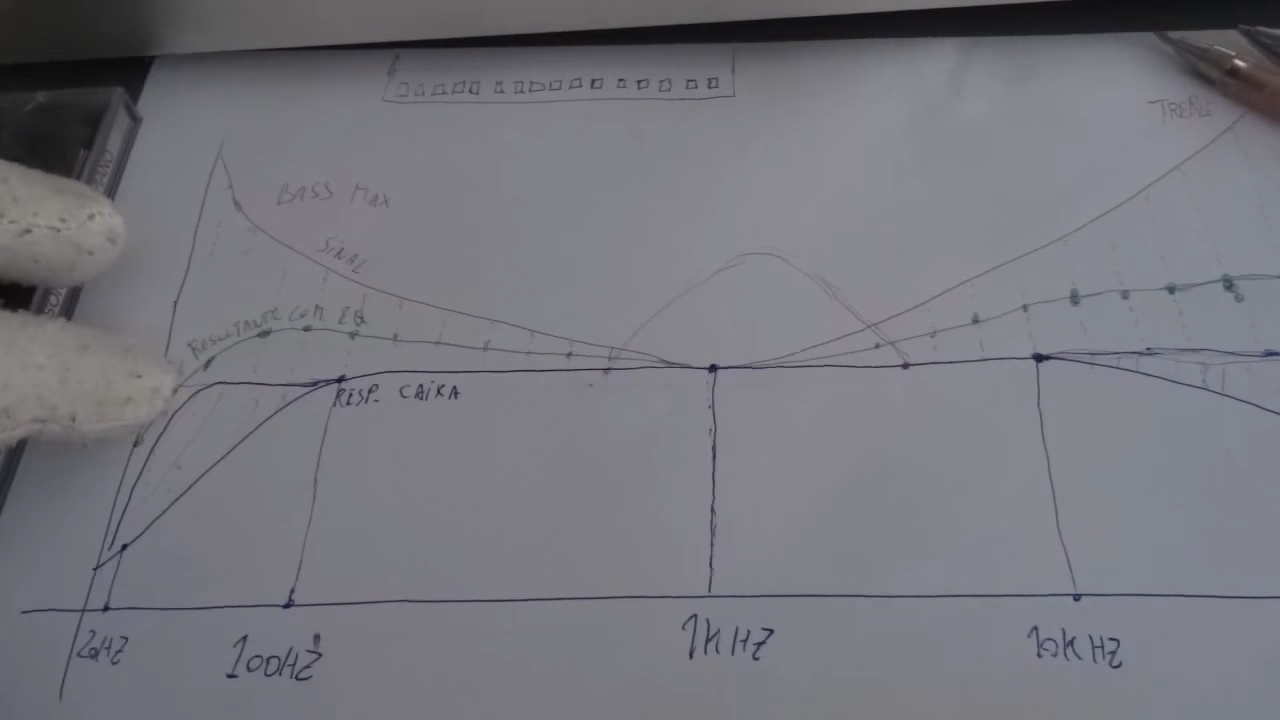 TREBLE
BASS MAX
SINAL
RESULTANTE COM EQ
RESP. CAIXA
20HZ
100HZ
1KHZ
10KHZ